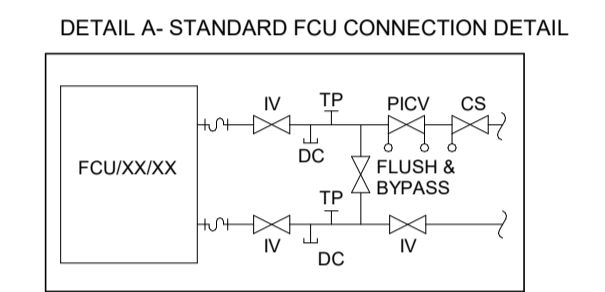 DETAIL A- STANDARD FCU CONNECTION DETAIL
IV
TP
PICV
CS
DC
FCU/XX/XX
FLUSH &
BYPASS
TP
IV
DC
IV